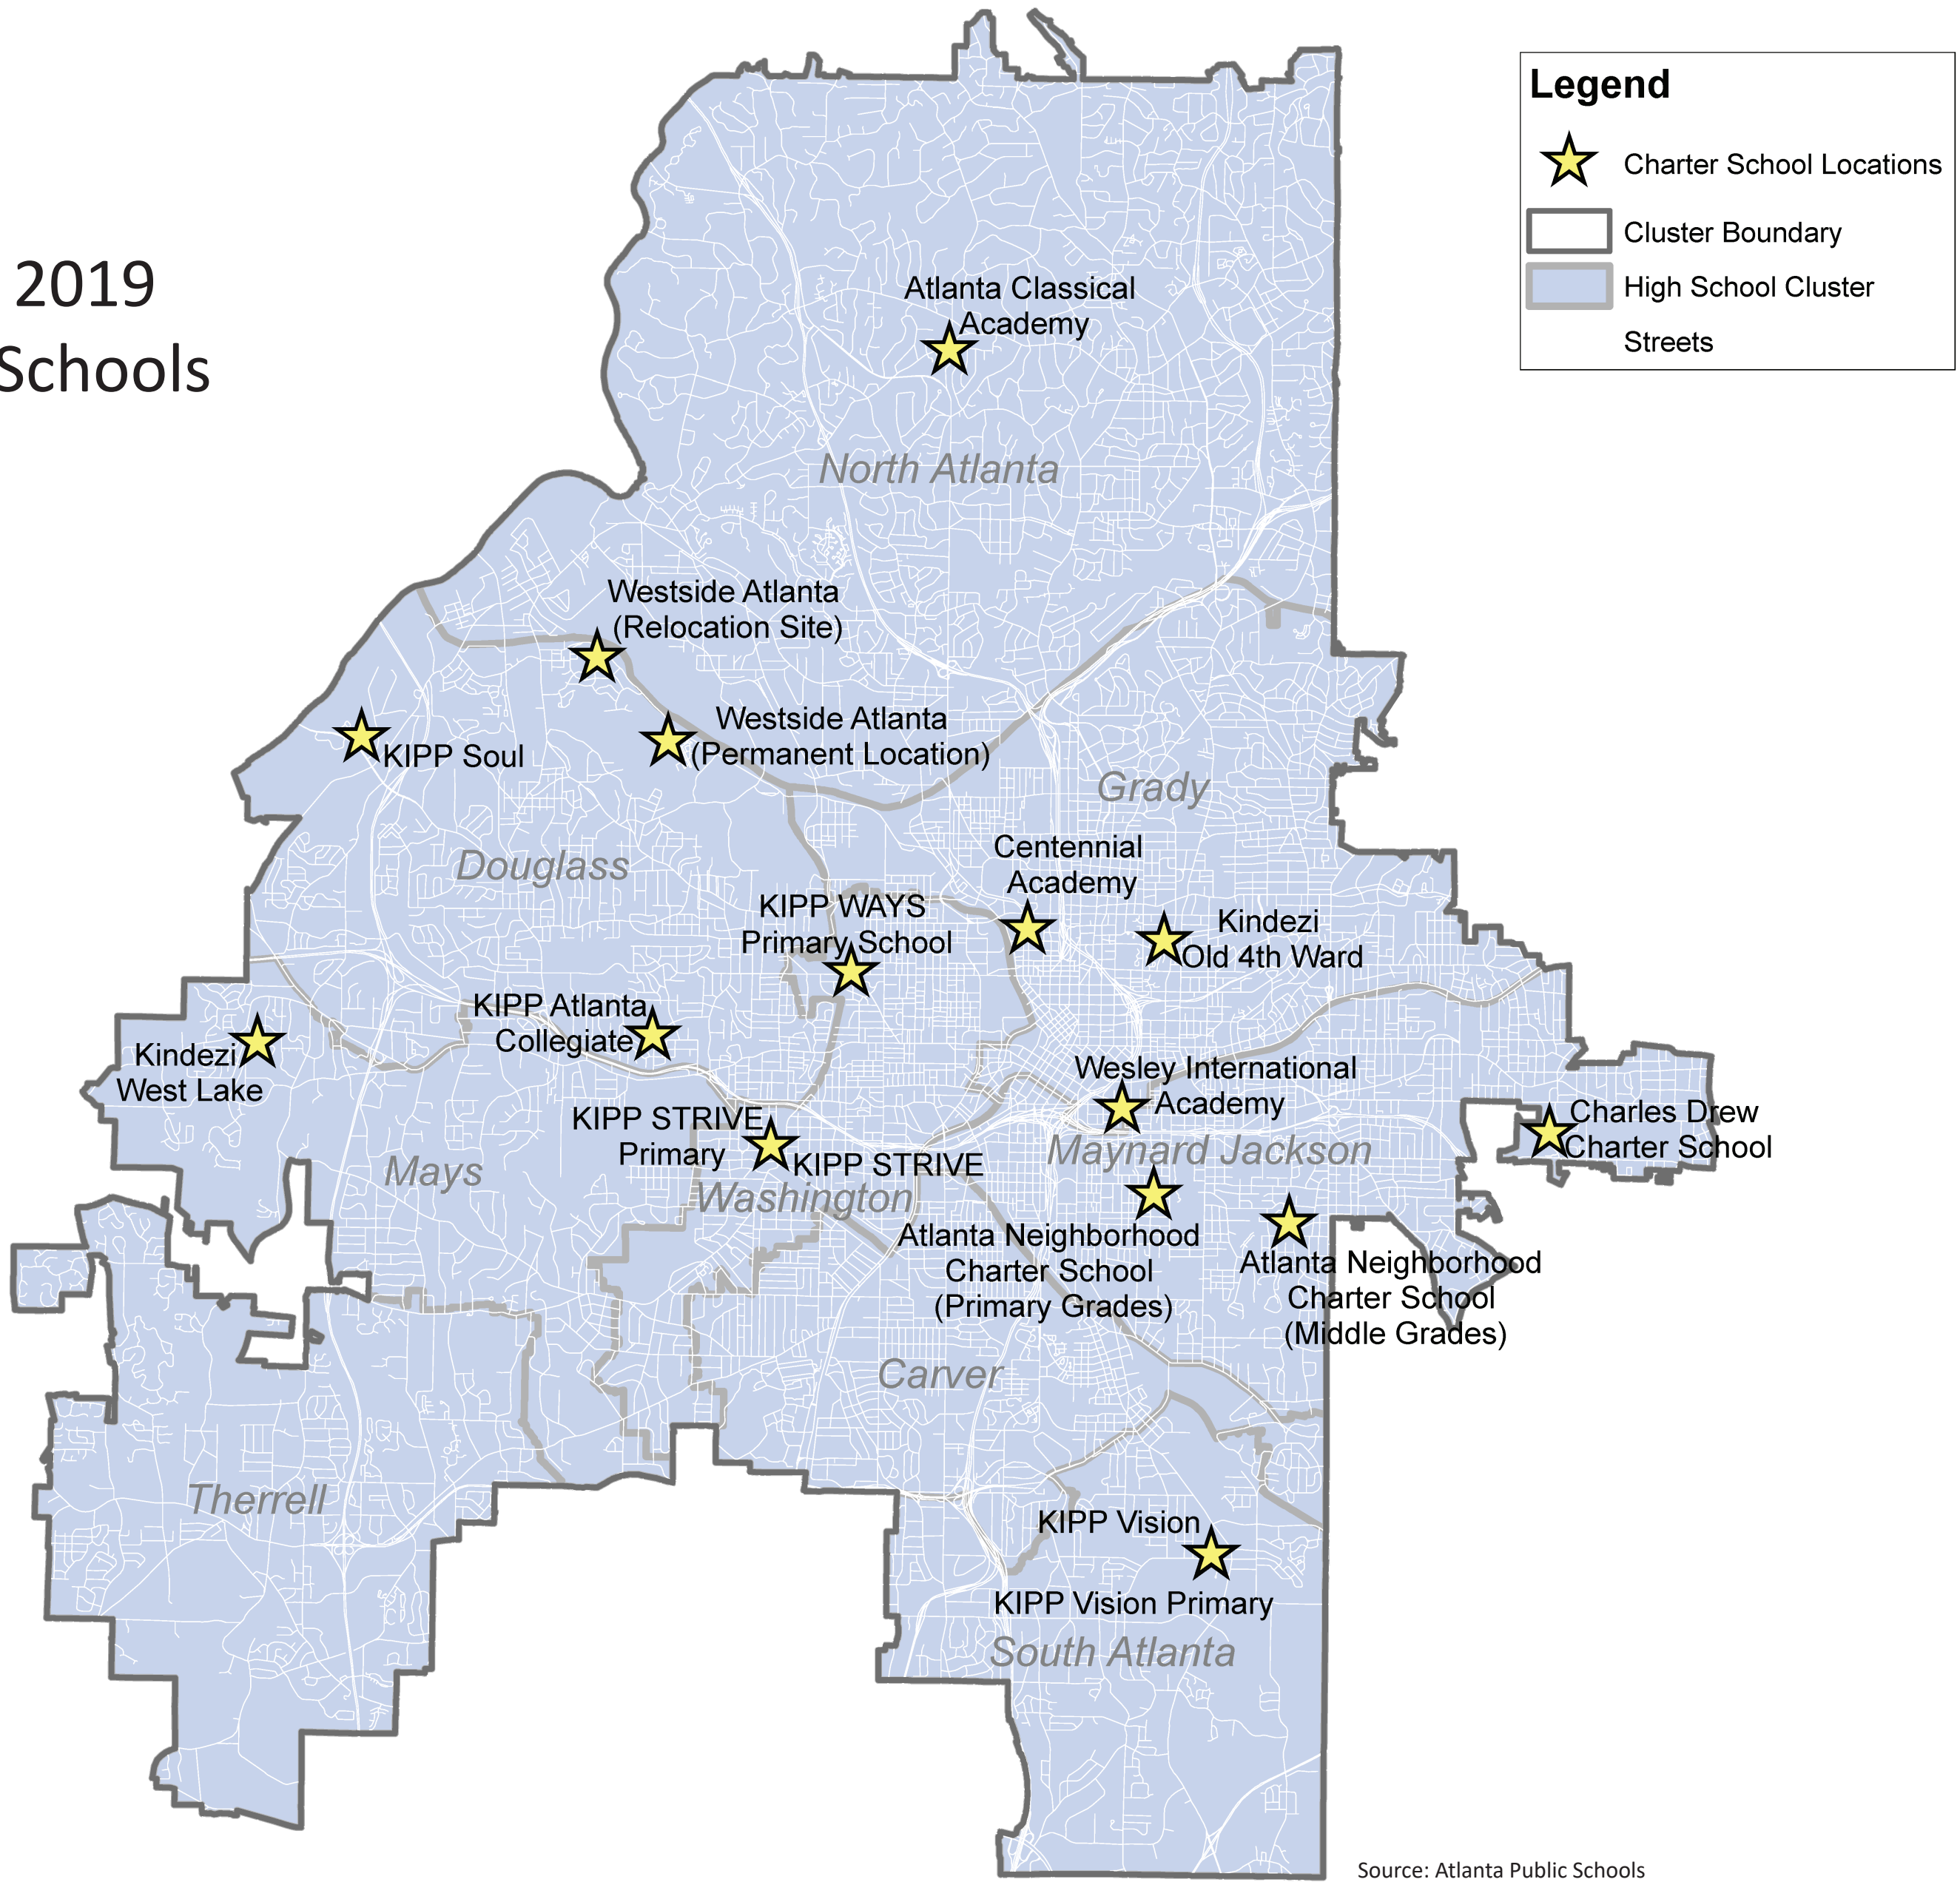 2019
Schools
Legend
Charter School Locations
Cluster Boundary
High School Cluster
Streets
Atlanta Classical
Academy
North Atlanta
Westside Atlanta
(Relocation Site)
Westside Atlanta
(Permanent Location)
KIPP Soul
Grady
Douglass
Centennial
Academy
KIPP WAYS
Primary School
Kindezi
Old 4th Ward
KIPP Atlanta
Collegiate
Kindezi
West Lake
Wesley International
Academy
Charles Drew
Charter School
KIPP STRIVE
Primary
KIPP STRIVE
Maynard Jackson
Mays
Washington
Atlanta Neighborhood
Charter School
(Primary Grades)
Atlanta Neighborhood
Charter School
(Middle Grades)
Carver
Therrell
KIPP Vision
KIPP Vision Primary
South Atlanta
Source: Atlanta Public Schools